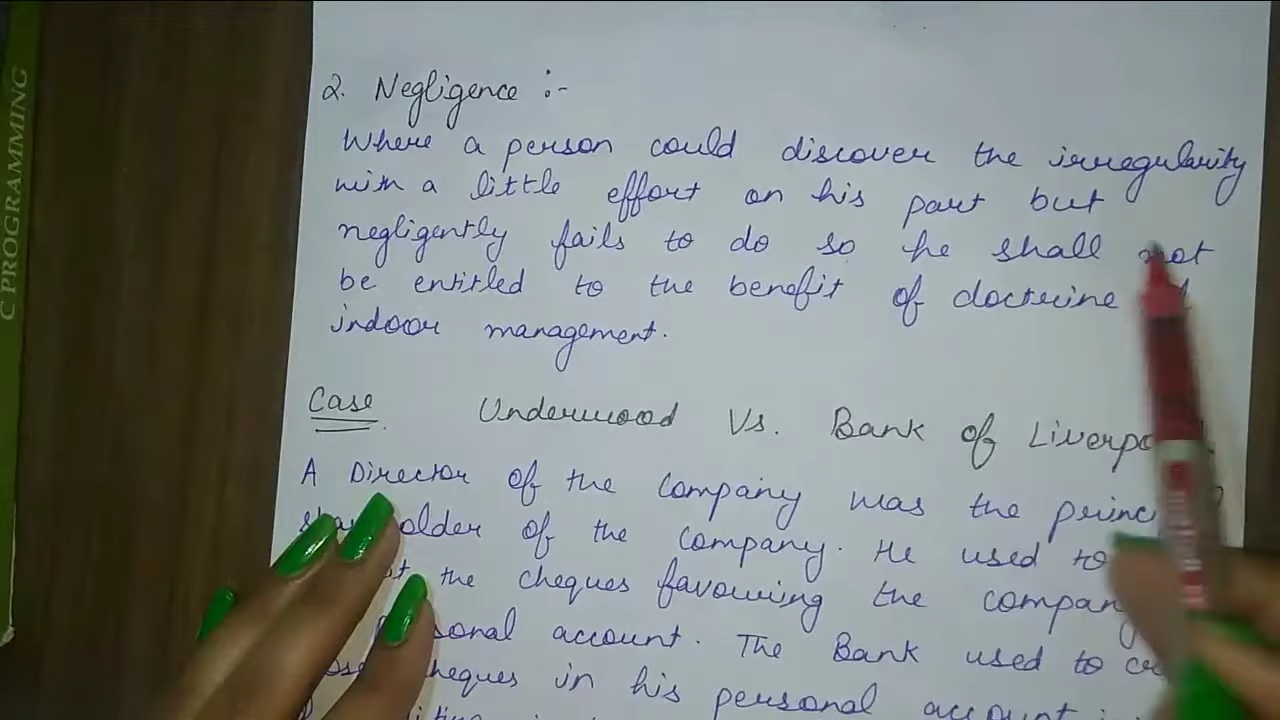 C PROGRAMMING
2. Negligence :-
Where a person could discover the irregularity
with a little effort on his part but
negligently fails to do so he shall not
be entitled to the benefit of doctrine
indoor management.
Case Underwood Vs. Bank of
A Director of the company was the
of the company. He used to
the cheques favouring the
account. The Bank used to
in his personal account